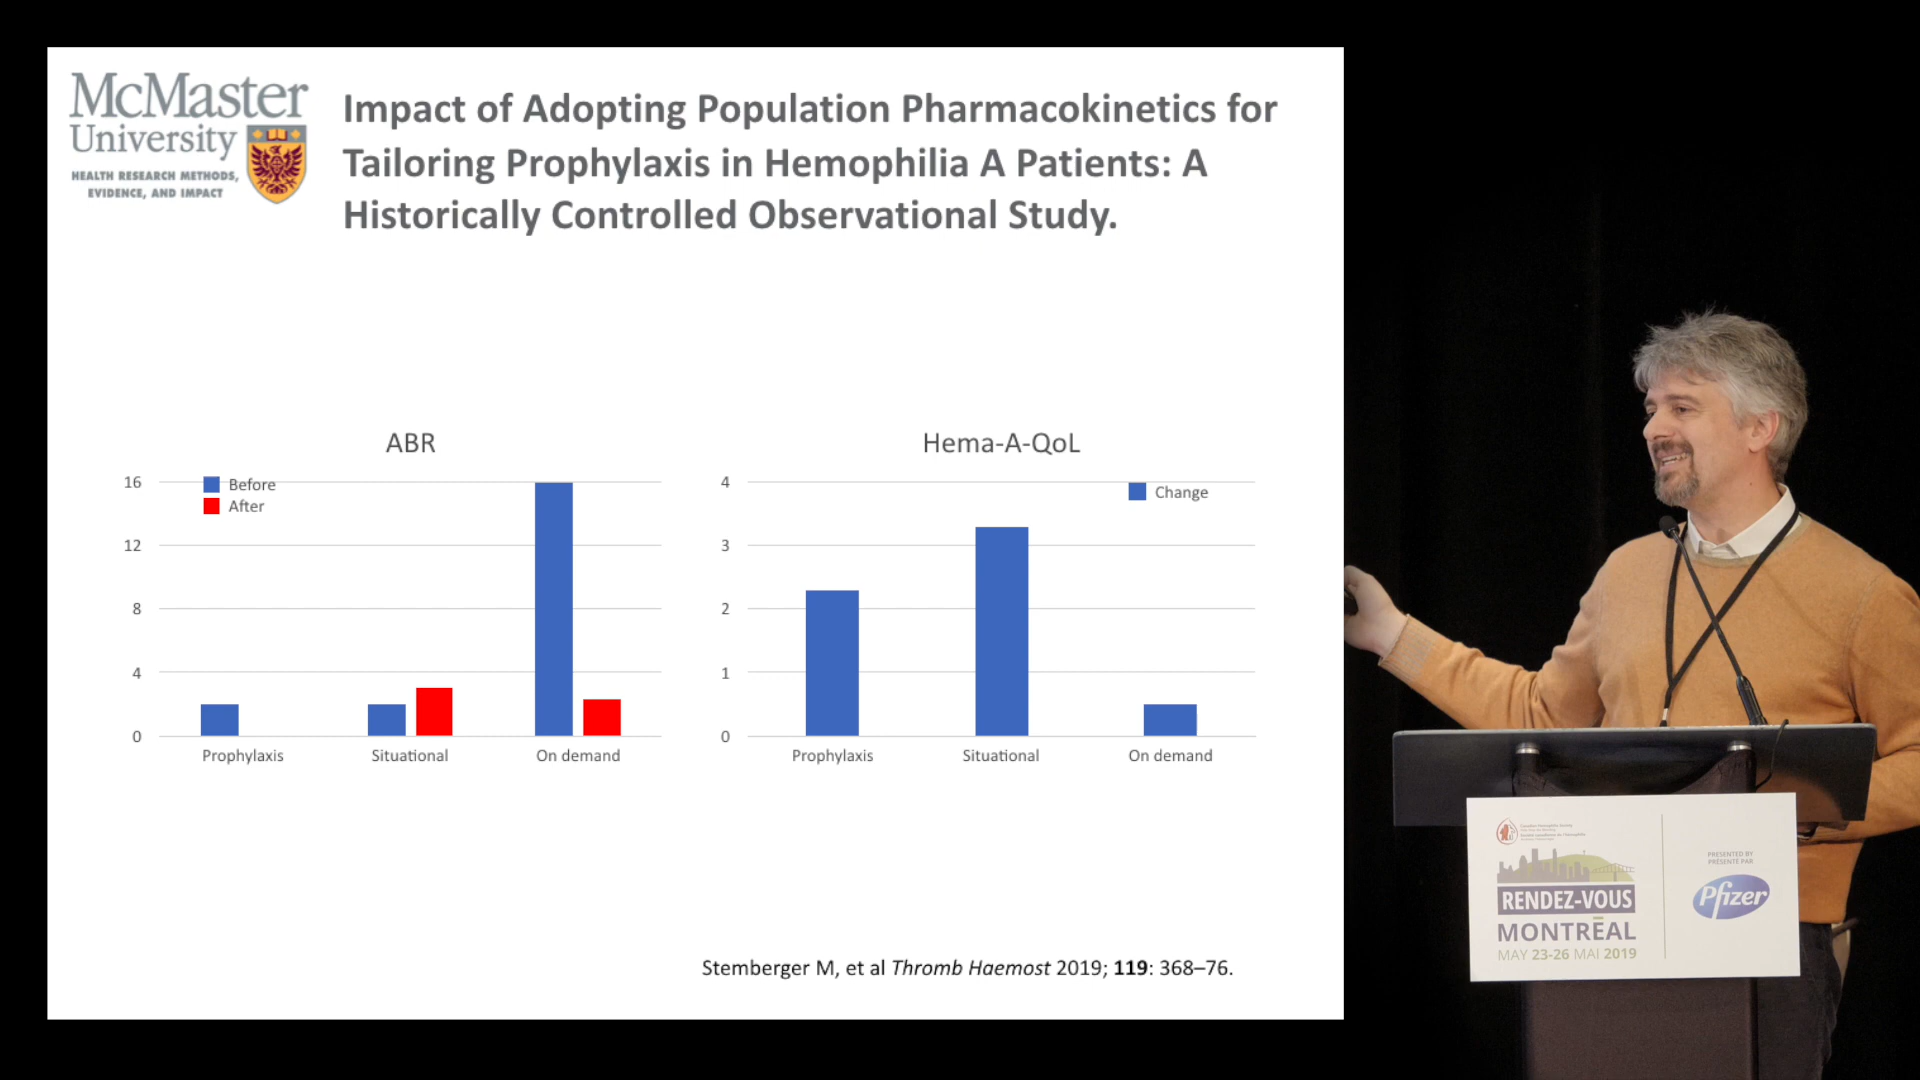 McMaster
University
HEALTH RESEARCH METHODS,
EVIDENCE, AND IMPACT
Impact of Adopting Population Pharmacokinetics for
Tailoring Prophylaxis in Hemophilia A Patients: A
Historically Controlled Observational Study.
ABR
16
12
8
4
0
Before
After
Prophylaxis Situational On demand
Hema-A-QoL
4
3
2
1
0
Change
Prophylaxis Situational On demand
Stemberger M, et al Thromb Haemost 2019; 119: 368–76.
RENDEZ-VOUS
MONTRÉAL
MAY 23-26 MAI 2019
PRESENTED BY
PRÉSENTÉ PAR
Pfizer